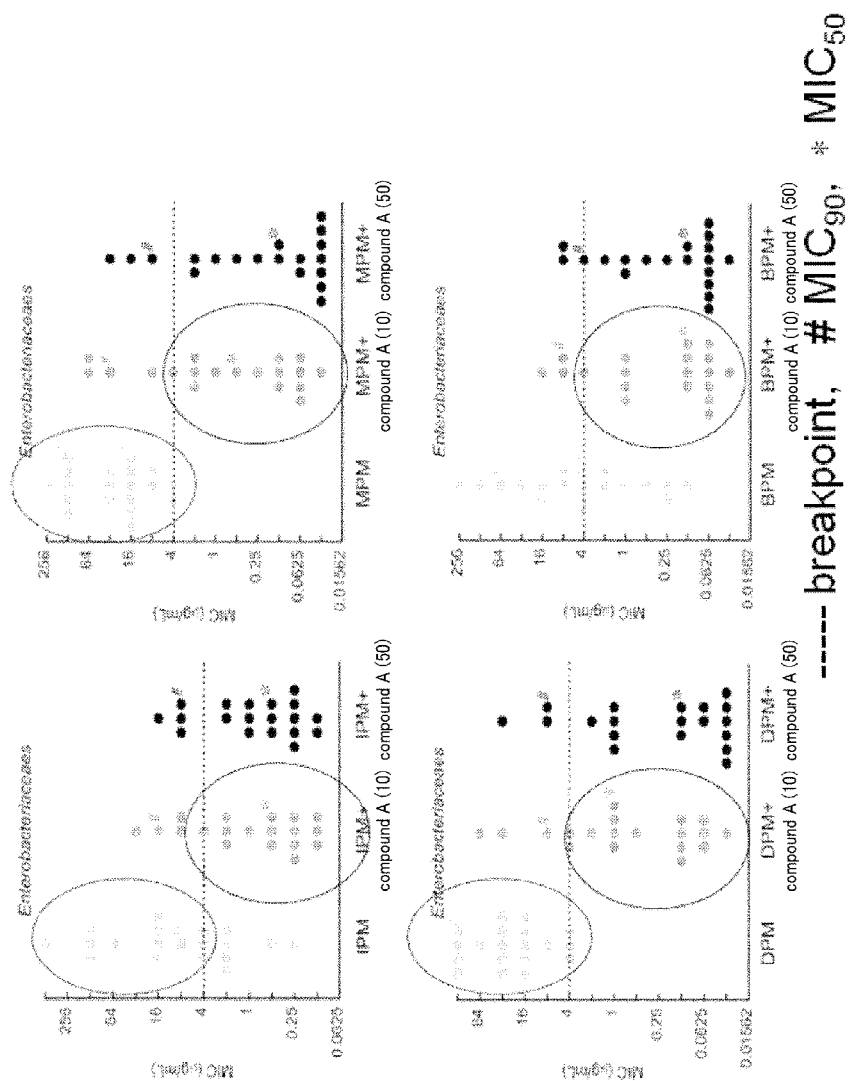 Enterobacteriaceaes
MIC (µg/mL)
256
64
16
4
1
0.25
0.0625
IPM
IPM+
compound A (10)
IPM+
compound A (50)
#
*
Enterobactenaceaes
MIC (µg/mL)
256
64
16
4
1
0.25
0.0625
0.01562
MPM
MPM+
compound A (10)
MPM+
compound A (50)
#
*
Enterobacteriaceaes
MIC (µg/mL)
64
16
4
1
0.25
0.0625
0.01562
DPM
DPM+
compound A (10)
DPM+
compound A (50)
#
*
Enterobacteriaceaes
MIC (µg/mL)
256
64
16
4
1
0.25
0.0625
0.01562
BPM
BPM+
compound A (10)
BPM+
compound A (50)
#
*
----- breakpoint, # MIC90, * MIC50